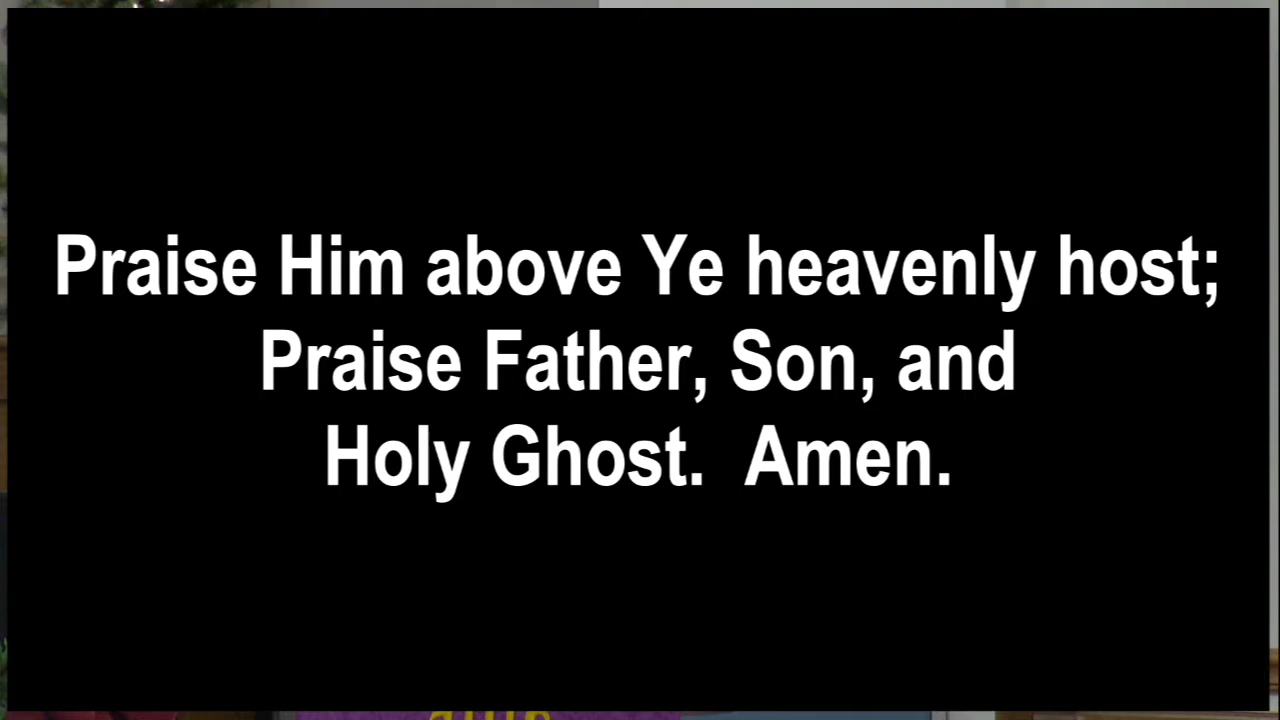 Praise Him above Ye heavenly host;
Praise Father, Son, and
Holy Ghost.  Amen.